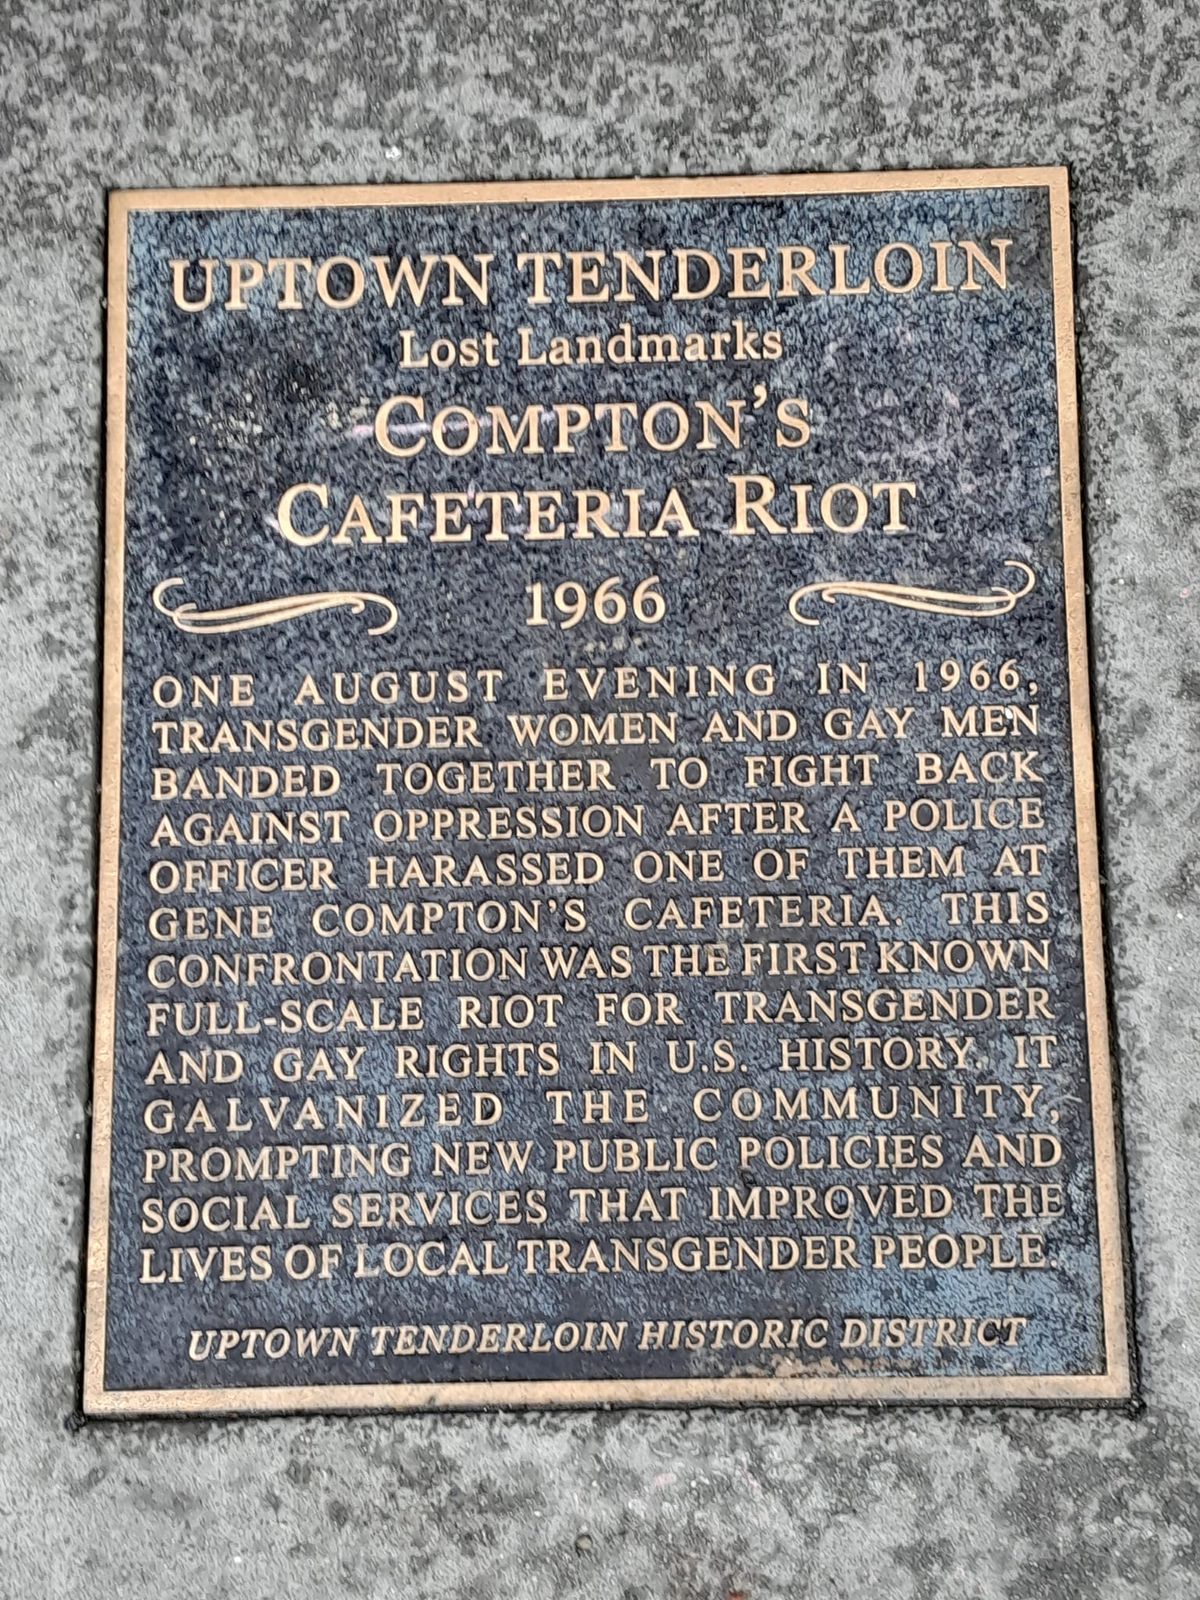 UPTOWN TENDERLOIN
Lost Landmarks
COMPTON'S
CAFETERIA RIOT
1966
ONE AUGUST EVENING IN 1966,
TRANSGENDER WOMEN AND GAY MEN
BANDED TOGETHER TO FIGHT BACK
AGAINST OPPRESSION AFTER A POLICE
OFFICER HARASSED ONE OF THEM AT
GENE COMPTON'S CAFETERIA. THIS
CONFRONTATION WAS THE FIRST KNOWN
FULL-SCALE RIOT FOR TRANSGENDER
AND GAY RIGHTS IN U.S. HISTORY. IT
GALVANIZED THE COMMUNITY,
PROMPTING NEW PUBLIC POLICIES AND
SOCIAL SERVICES THAT IMPROVED THE
LIVES OF LOCAL TRANSGENDER PEOPLE.
UPTOWN TENDERLOIN HISTORIC DISTRICT